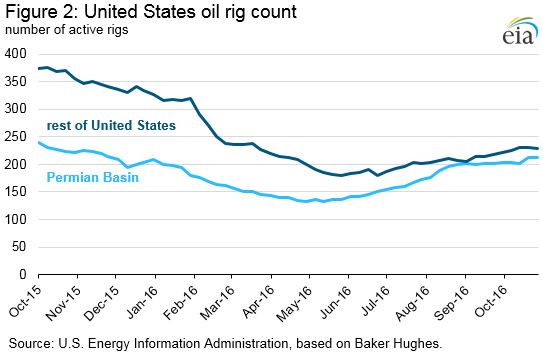 Figure 2: United States oil rig count
number of active rigs
eia
400
350
300
250
200
150
100
50
0
rest of United States
Permian Basin
Oct-15
Nov-15
Dec-15
Jan-16
Feb-16
Mar-16
Apr-16
May-16
Jun-16
Jul-16
Aug-16
Sep-16
Oct-16
Source: U.S. Energy Information Administration, based on Baker Hughes.